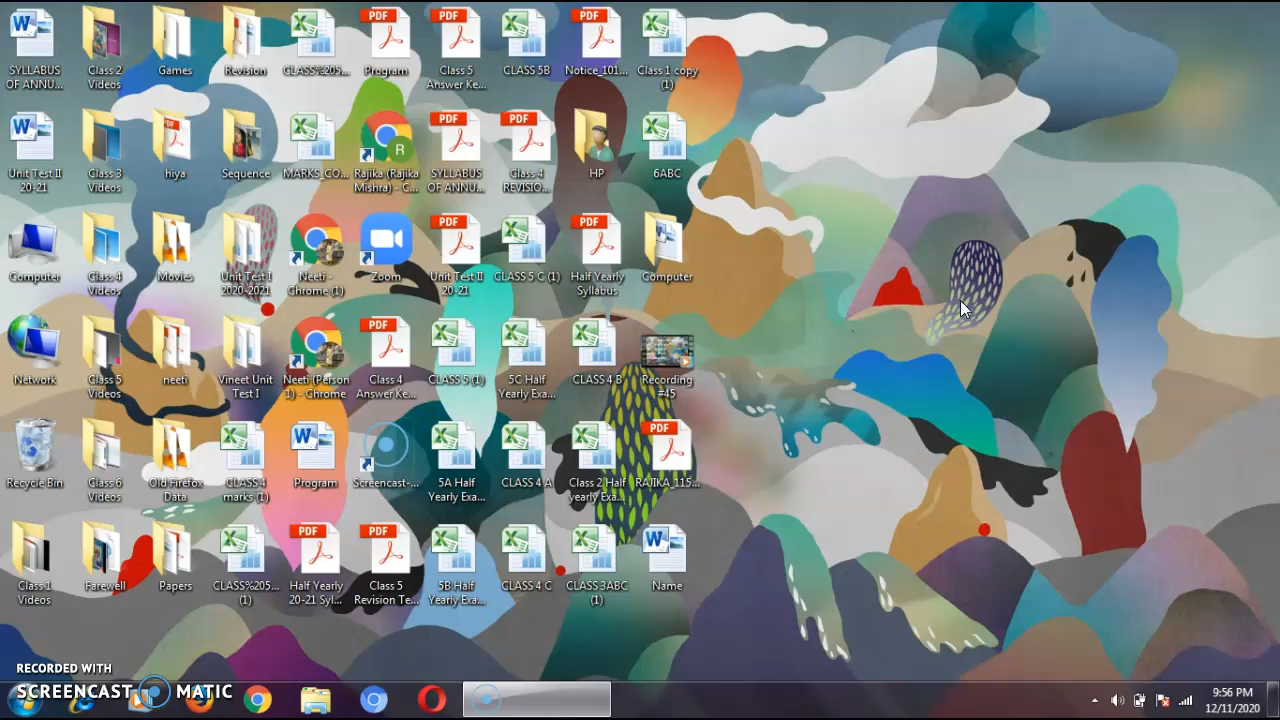 SYLLABUS
OF ANNU...
Class 2
Videos
Games
Revision
CLASS%205...
PDF
Program
PDF
Class 5
Answer Ke...
CLASS 5B
PDF
Notice_101...
Class 1 copy
(1)
Unit Test II
20-21
Class 3
Videos
PDF
hiya
Sequence
MARKS_CO...
R
Rajika (Rajika
Mishra) - C...
PDF
SYLLABUS
OF ANNU...
PDF
Class 4
REVISIO...
HP
6ABC
Computer
Class 4
Videos
Movies
Unit Test I
2020-2021
Neeti -
Chrome (1)
Zoom
PDF
Unit Test II
20-21
CLASS 5 C (1)
PDF
Half Yearly
Syllabus
Computer
Network
Class 5
Videos
neeti
Vineet Unit
Test I
Neeti (Person
1) - Chrome
PDF
Class 4
Answer Ke...
CLASS 5 (1)
5C Half
Yearly Exa...
CLASS 4 B
Recording
#45
Recycle Bin
Class 6
Videos
Old Firefox
Data
CLASS 4
marks (1)
Program
Screencast-...
5A Half
Yearly Exa...
CLASS 4 A
Class 2 Half
yearly Exa...
PDF
RAJIKA_115...
Class 1
Videos
Farewell
Papers
CLASS%205...
(1)
PDF
Half Yearly
20-21 Syl...
PDF
Class 5
Revision Te...
5B Half
Yearly Exa...
CLASS 4 C
CLASS 3ABC
(1)
Name
RECORDED WITH
SCREENCAST MATIC
9:56 PM
12/11/2020